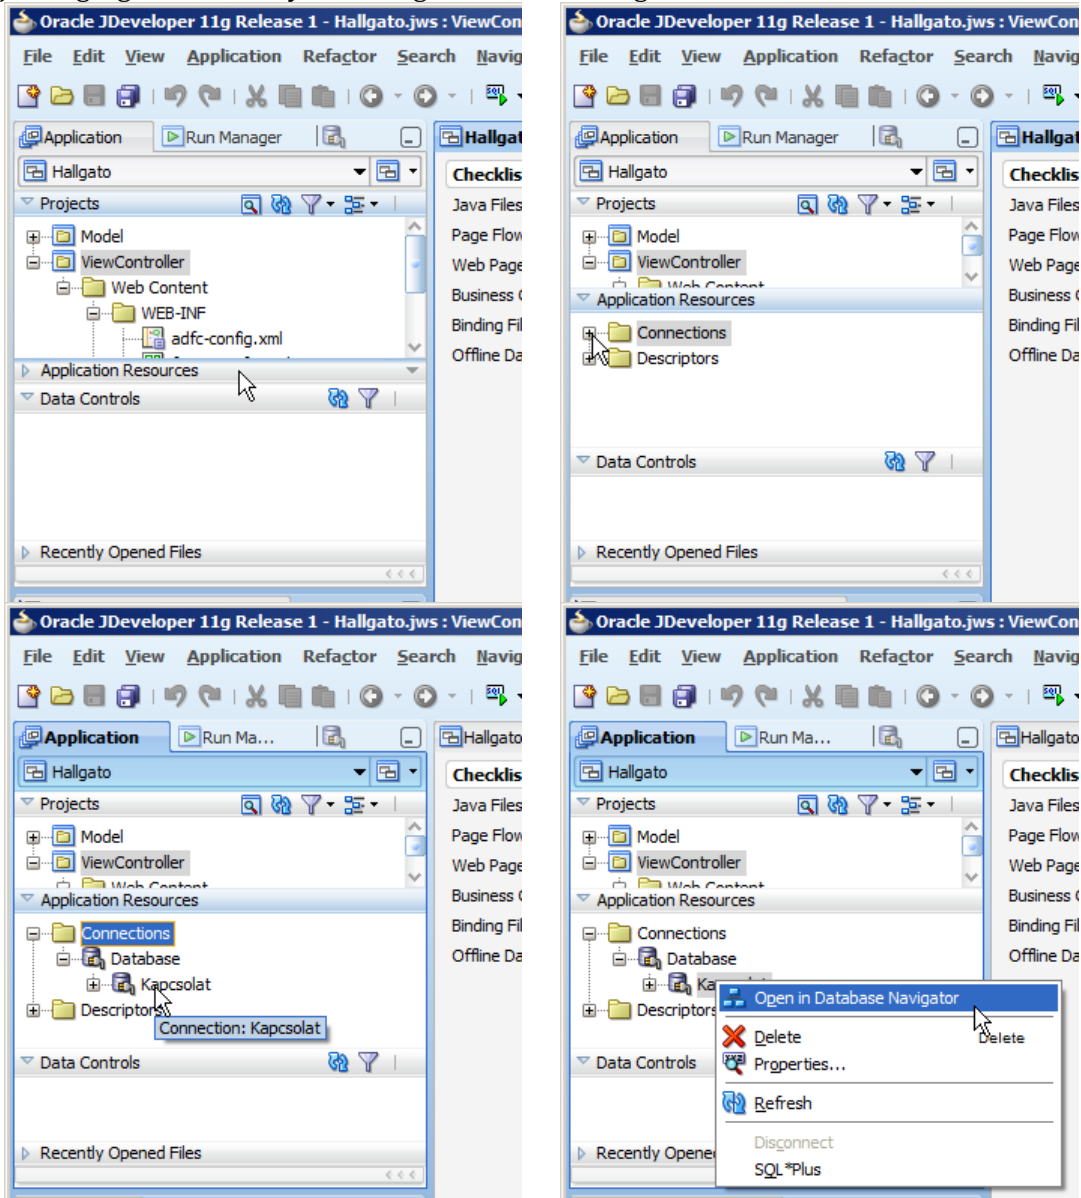 Oracle JDeveloper 11g Release 1 - Hallgato.jws : ViewCon
File Edit View Application Refactor Search Navig
Application Run Manager Hallgat
Hallgato
Checklis
Projects
Java Files
Model
Page Flow
ViewController
Web Page
Web Content
Business
WEB-INF
Binding Fil
adfc-config.xml
Offline Da
Application Resources
Data Controls
Recently Opened Files
Oracle JDeveloper 11g Release 1 - Hallgato.jws : ViewCon
File Edit View Application Refactor Search Navig
Application Run Manager Hallgat
Hallgato
Checklis
Projects
Java Files
Model
Page Flow
ViewController
Web Page
Web Content
Application Resources
Business
Connections
Binding Fil
Descriptors
Offline Da
Data Controls
Recently Opened Files
Oracle JDeveloper 11g Release 1 - Hallgato.jws : ViewCon
File Edit View Application Refactor Search Navig
Application Run Ma... Hallgato
Hallgato
Checklis
Projects
Java Files
Model
Page Flow
ViewController
Web Page
Web Content
Application Resources
Business
Connections
Binding Fil
Database
Offline Da
Kapcsolat
Descriptors
Connection: Kapcsolat
Data Controls
Recently Opened Files
Oracle JDeveloper 11g Release 1 - Hallgato.jws : ViewCon
File Edit View Application Refactor Search Navig
Application Run Ma... Hallgato
Hallgato
Checklis
Projects
Java Files
Model
Page Flow
ViewController
Web Page
Web Content
Application Resources
Business
Connections
Binding Fil
Database
Offline Da
Ka
Open in Database Navigator
Descriptors
Delete Delete
Data Controls
Properties...
Refresh
Disconnect
Recently Opene
SQL*Plus